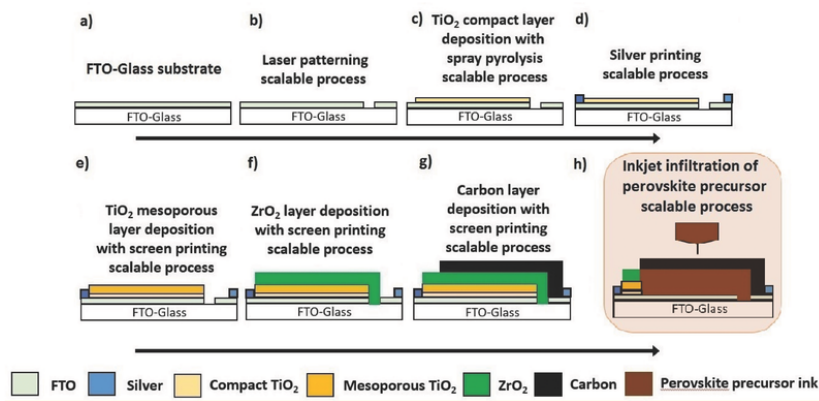 a)
FTO-Glass substrate
FTO-Glass
b)
Laser patterning
scalable process
FTO-Glass
c)
TiO₂ compact layer
deposition with
spray pyrolysis
scalable process
FTO-Glass
d)
Silver printing
scalable process
FTO-Glass
e)
TiO₂ mesoporous
layer deposition
with screen printing
scalable process
FTO-Glass
f)
ZrO₂ layer deposition
with screen printing
scalable process
FTO-Glass
g)
Carbon layer
deposition with
screen printing
scalable process
FTO-Glass
h)
Inkjet infiltration of
perovskite precursor
scalable process
FTO-Glass
FTO
Silver
Compact TiO₂
Mesoporous TiO₂
ZrO₂
Carbon
Perovskite precursor ink